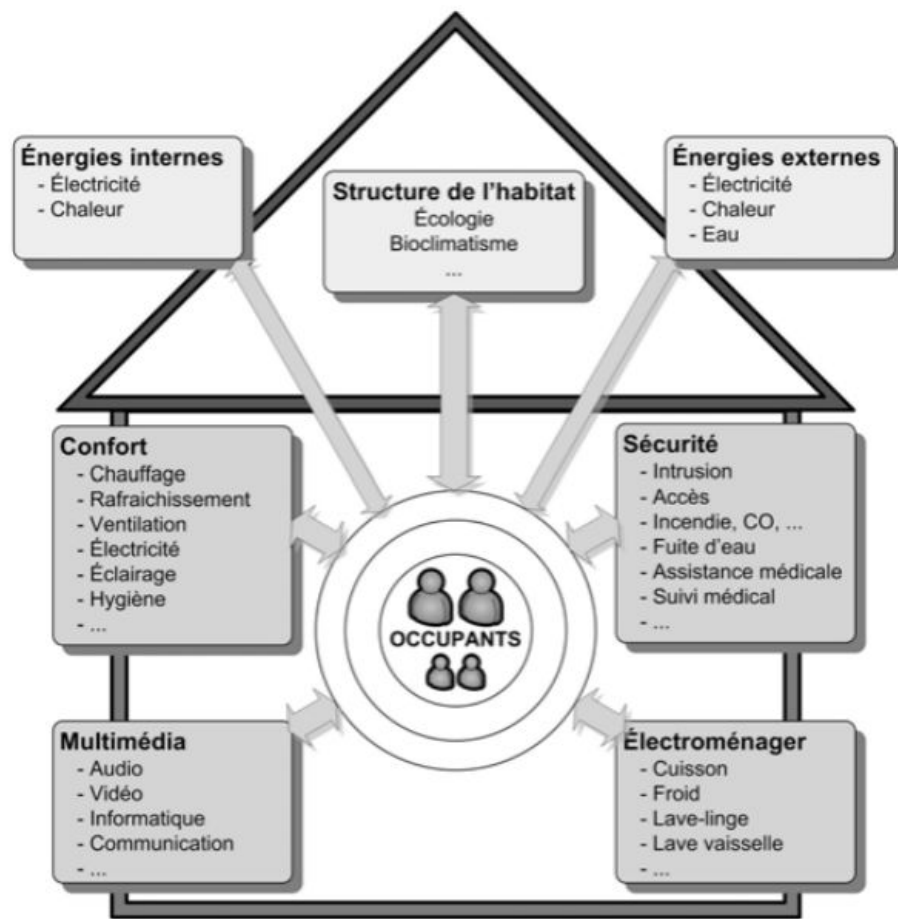 Énergies internes
- Électricité
- Chaleur
Structure de l'habitat
Écologie
Bioclimatisme
...
Énergies externes
- Électricité
- Chaleur
- Eau
Confort
- Chauffage
- Rafraichissement
- Ventilation
- Électricité
- Éclairage
- Hygiène
- ...
Sécurité
- Intrusion
- Accès
- Incendie, CO, ...
- Fuite d'eau
- Assistance médicale
- Suivi médical
- ...
OCCUPANTS
Multimédia
- Audio
- Vidéo
- Informatique
- Communication
- ...
Électroménager
- Cuisson
- Froid
- Lave-linge
- Lave vaisselle
- ...